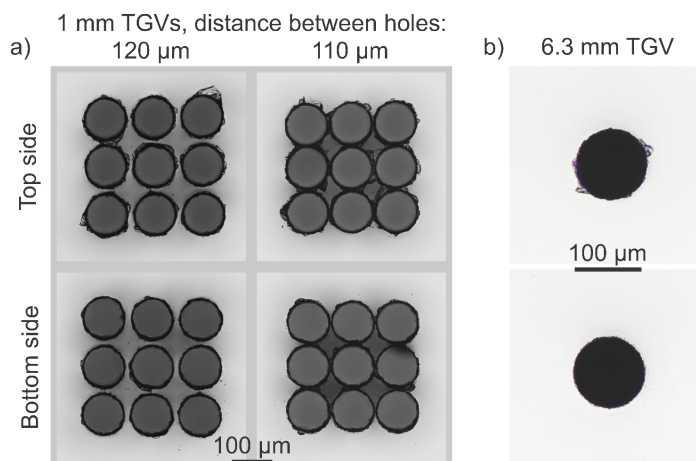 1 mm TGVs, distance between holes:
a)
120 µm
110 µm
b)
6.3 mm TGV
Top side
100 µm
Bottom side
100 µm